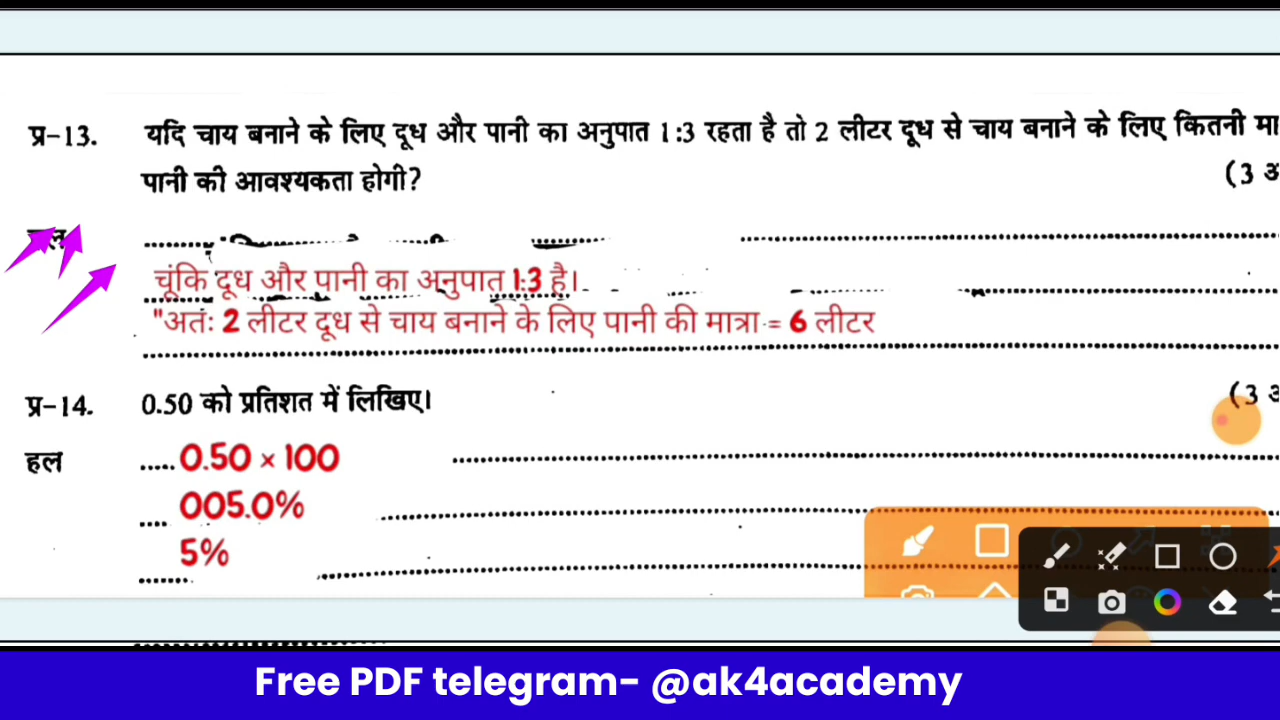 प्र-13. यदि चाय बनाने के लिए दूध और पानी का अनुपात 1:3 रहता है तो 2 लीटर दूध से चाय बनाने के लिए कितनी मा
पानी की आवश्यकता होगी? (3 अ
चूंकि दूध और पानी का अनुपात 1:3 है।
"अतः 2 लीटर दूध से चाय बनाने के लिए पानी की मात्रा = 6 लीटर
प्र-14. 0.50 को प्रतिशत में लिखिए। (3 अ
हल 0.50 × 100
005.0%
5%
Free PDF telegram- @ak4academy